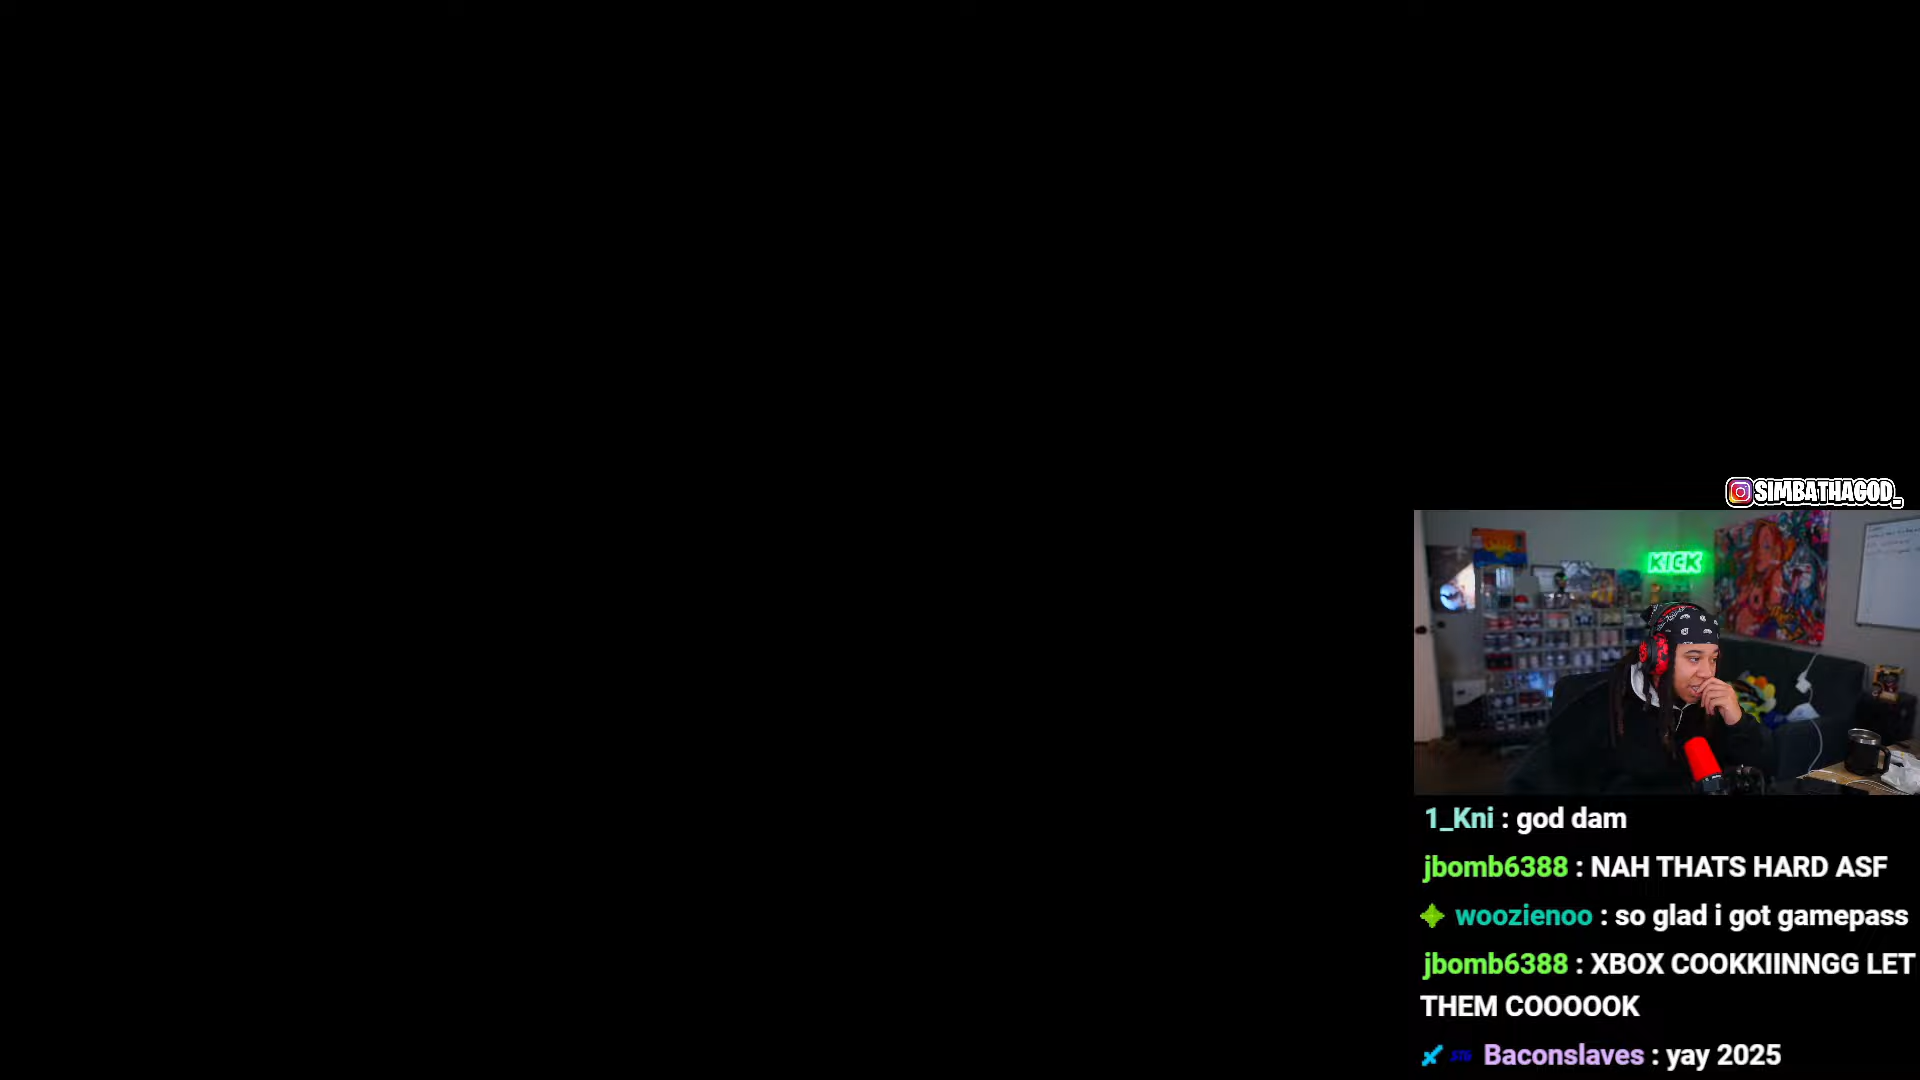 SIMBATHAGOD_
KICK
1_Kni : god dam
jbomb6388 : NAH THATS HARD ASF
woozienoo : so glad i got gamepass
jbomb6388 : XBOX COOKKIINNGG LET
THEM COOOOOK
STG Baconslaves : yay 2025